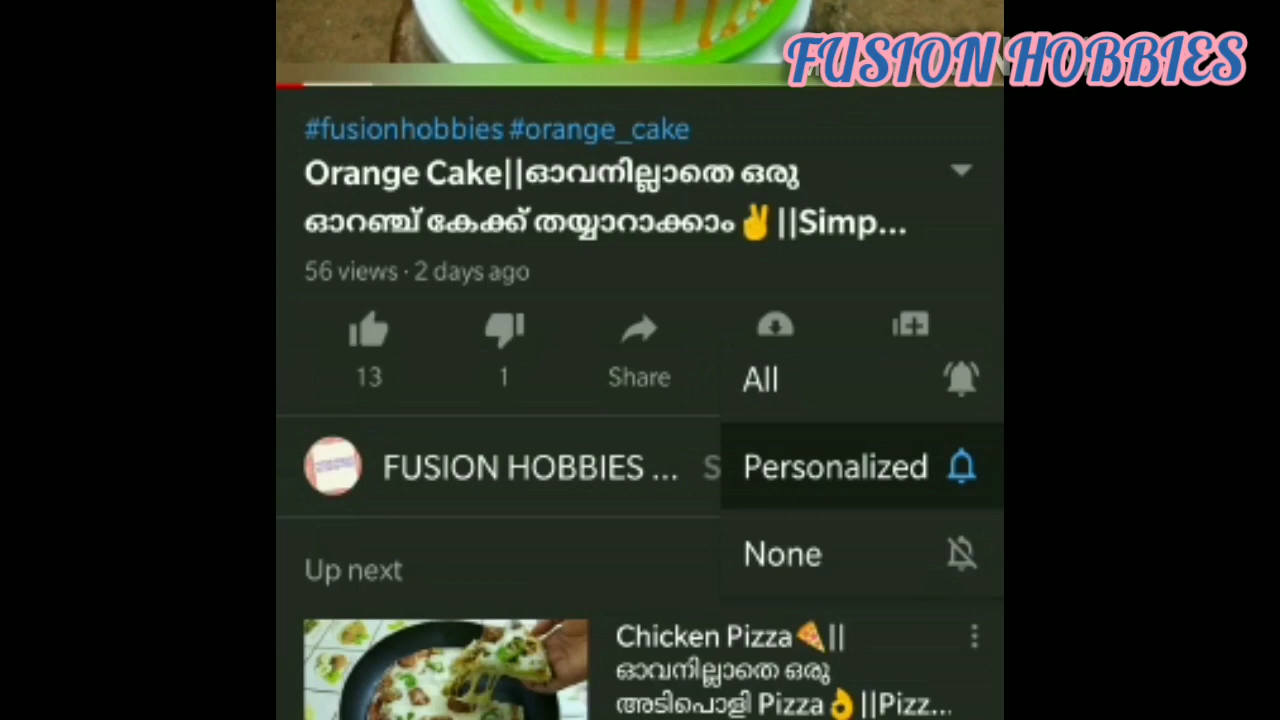 FUSION HOBBIES
#fusionhobbies #orange_cake
Orange Cake||ഓവനില്ലാതെ ഒരു
ഓറഞ്ച് കേക്ക് തയ്യാറാക്കാം✌||Simp...
56 views · 2 days ago
13
1
Share
All
FUSION HOBBIES ...
S
Personalized
None
Up next
Chicken Pizza🍕||
ഓവനില്ലാതെ ഒരു
അടിപൊളി Pizza👌||Pizz...